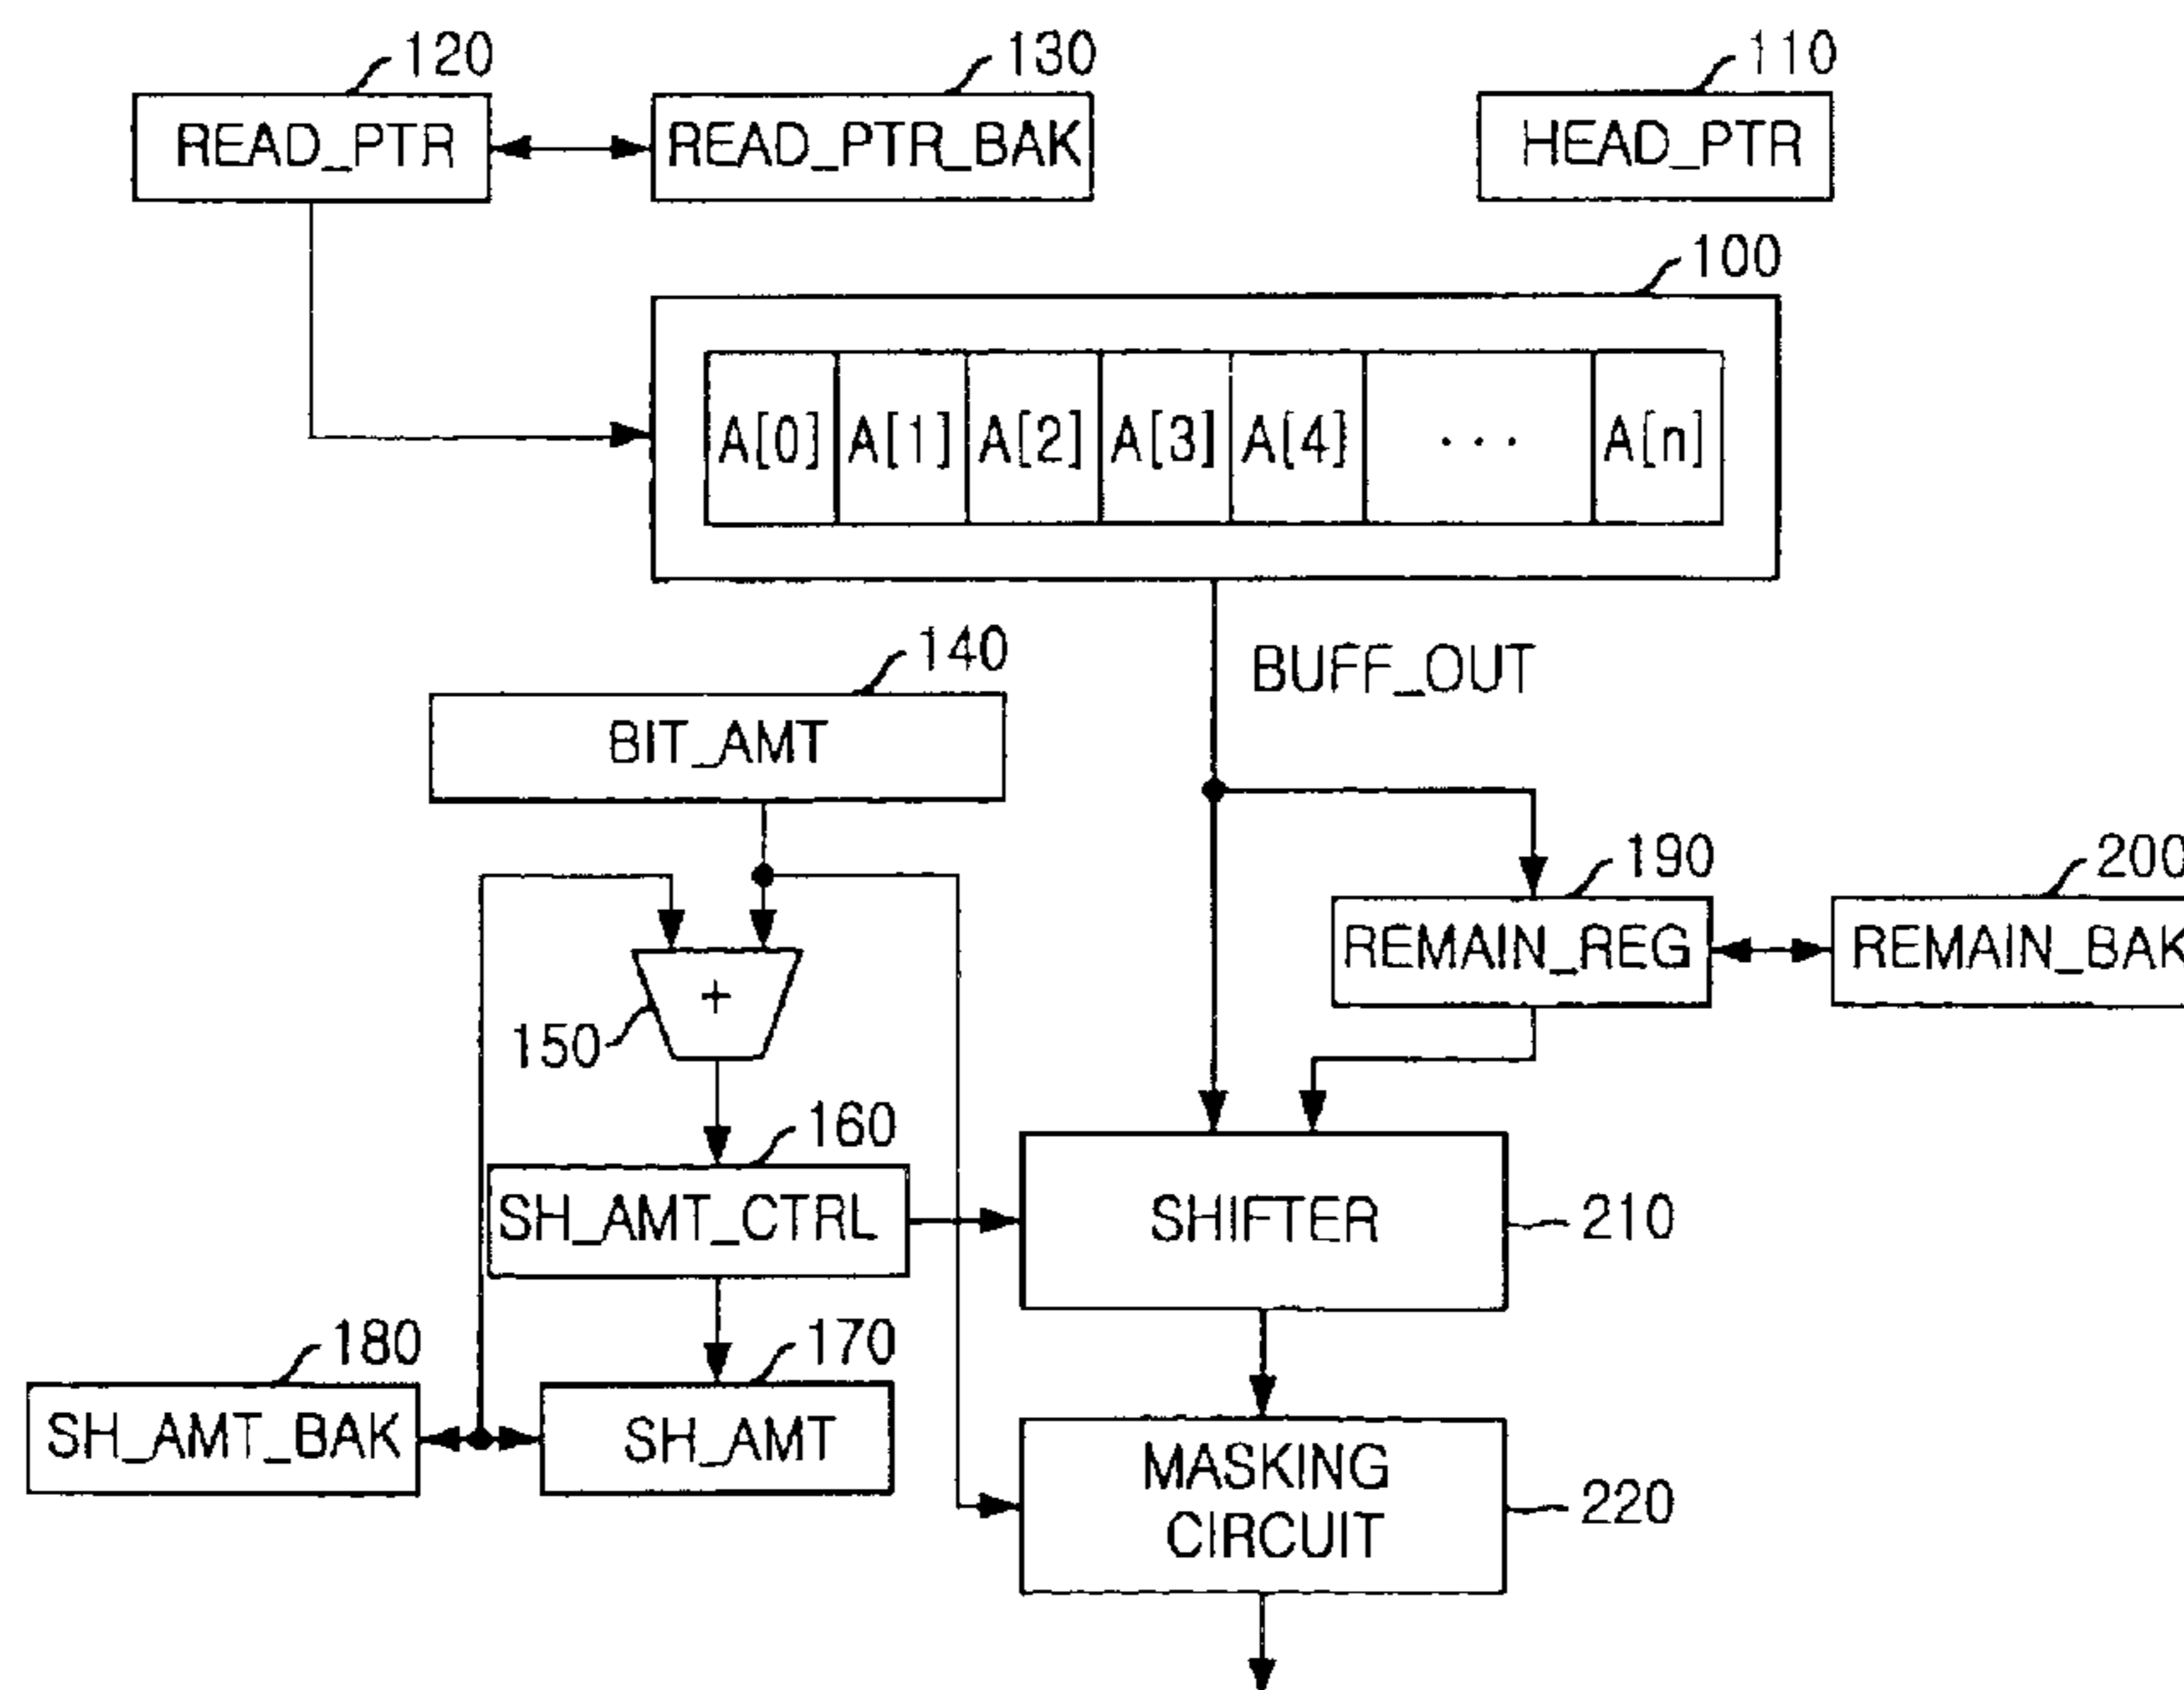 120
130
110
READ_PTR
READ_PTR_BAK
HEAD_PTR
100
A[0] A[1] A[2] A[3] A[4] ... A[n]
140
BUFF_OUT
BIT_AMT
190
200
REMAIN_REG
REMAIN_BAK
+
150
160
SH_AMT_CTRL
SHIFTER
210
180
170
SH_AMT_BAK
SH_AMT
MASKING
CIRCUIT
220